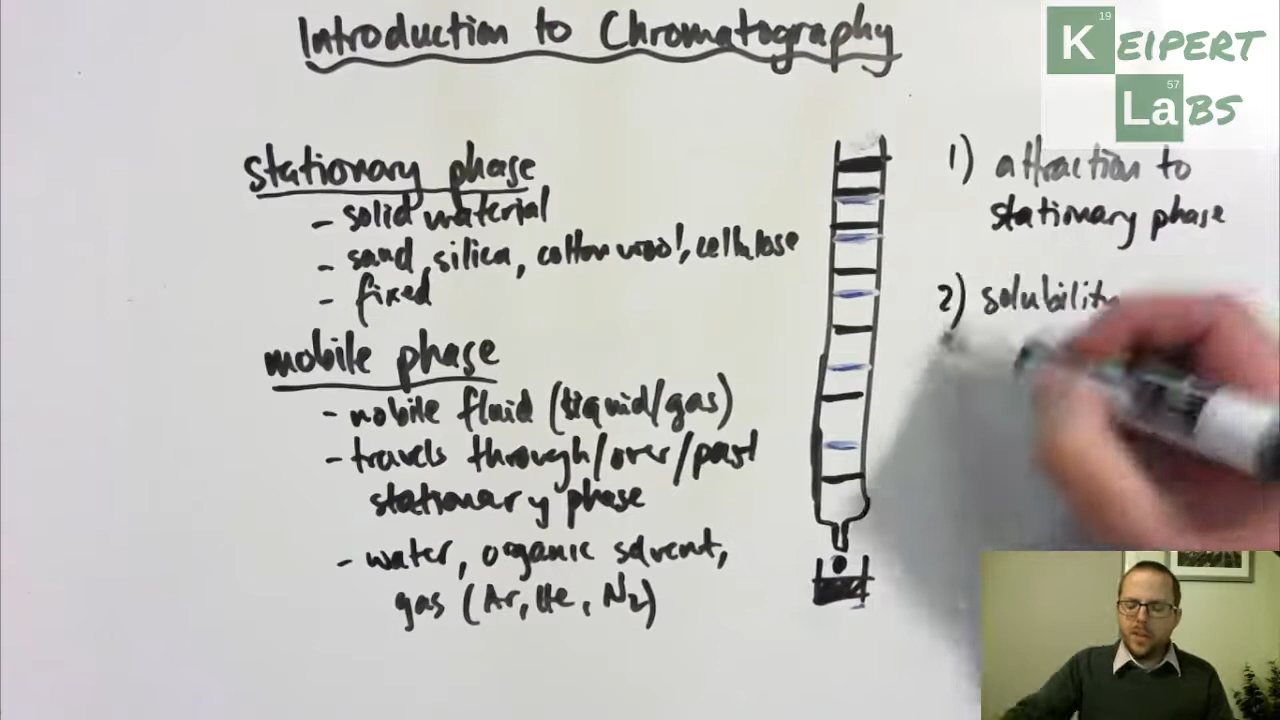 Introduction to Chromatography
19
KEIPERT
57
LaBS
stationary phase
- solid material
- sand, silica, cotton wool, cellulose
- fixed
mobile phase
- mobile fluid (liquid/gas)
- travels through/over/past
stationary phase
- water, organic solvent,
gas (Ar, He, N2)
1) attraction to
stationary phase
2) solubility